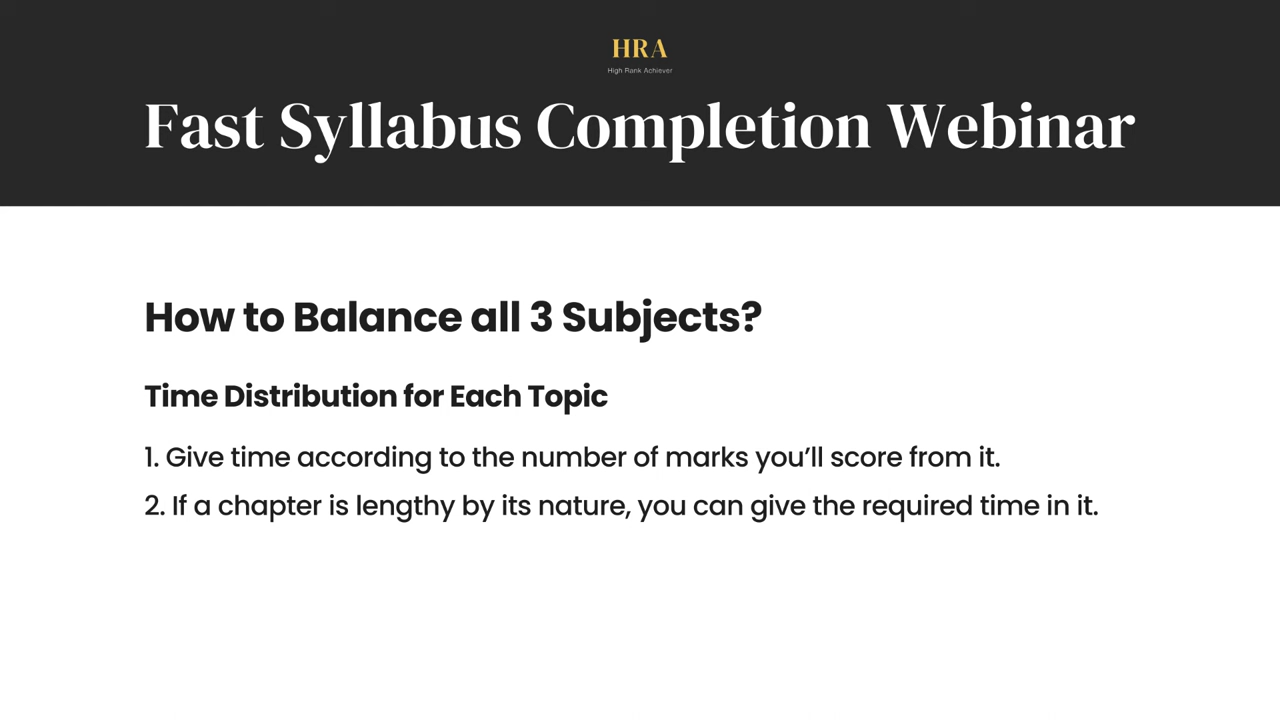 HRA
High Rank Achiever
Fast Syllabus Completion Webinar
How to Balance all 3 Subjects?
Time Distribution for Each Topic
1. Give time according to the number of marks you’ll score from it.
2. If a chapter is lengthy by its nature, you can give the required time in it.